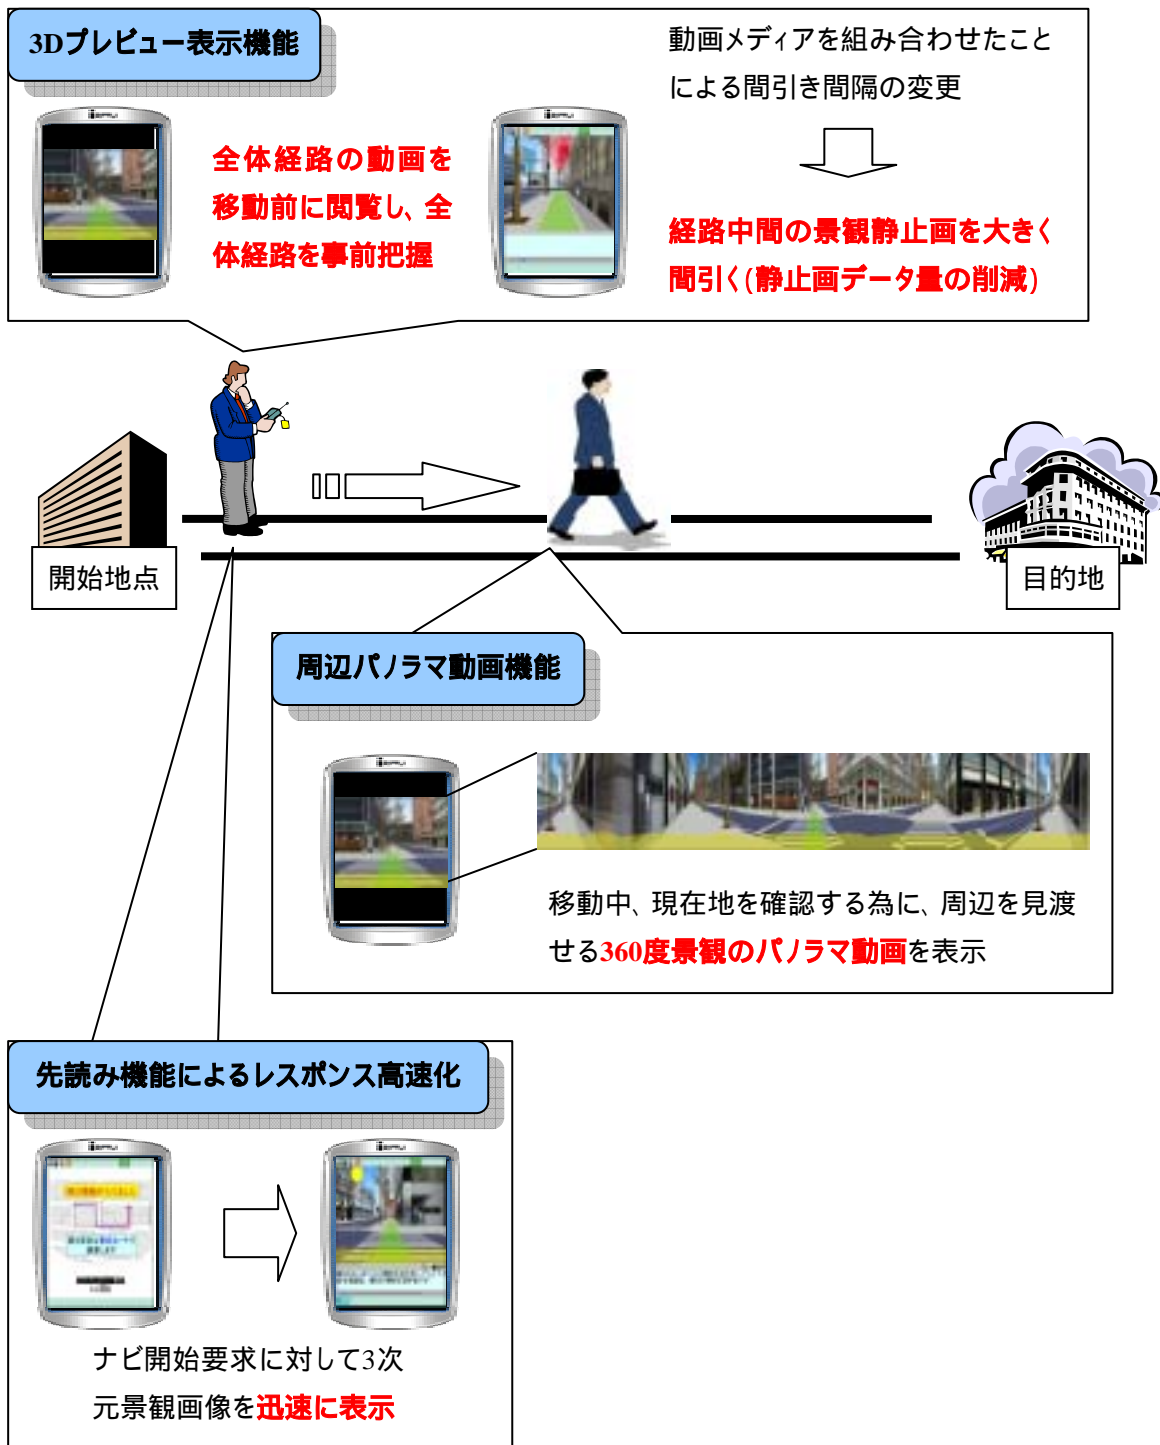 3Dプレビュー表示機能
全体経路の動画を
移動前に閲覧し、全
体経路を事前把握
動画メディアを組み合わせたこと
による間引き間隔の変更
経路中間の景観静止画を大きく
間引く(静止画データ量の削減)
開始地点
目的地
周辺パノラマ動画機能
移動中、現在地を確認する為に、周辺を見渡
せる360度景観のパノラマ動画を表示
先読み機能によるレスポンス高速化
ナビ開始要求に対して3次
元景観画像を迅速に表示